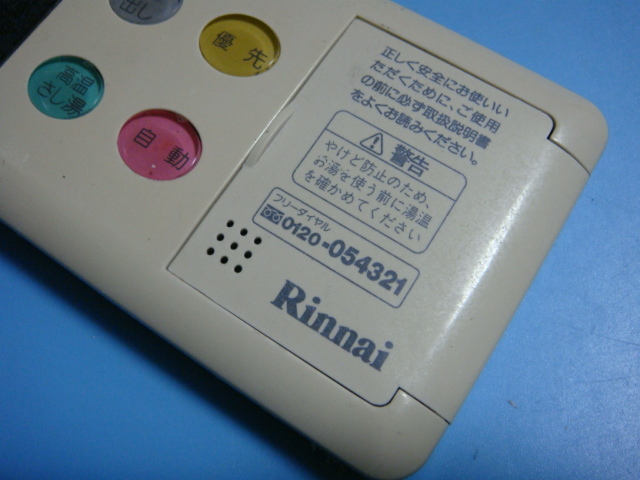 出し
優先
高温
さし湯
自動
正しく安全にお使いい
ただくために、ご使用
の前に必ず取扱説明書
をよくお読みください。
警告
やけど防止のため、
お湯を使う前に湯温
を確かめてください
フリーダイヤル
0120-054321
Rinnai